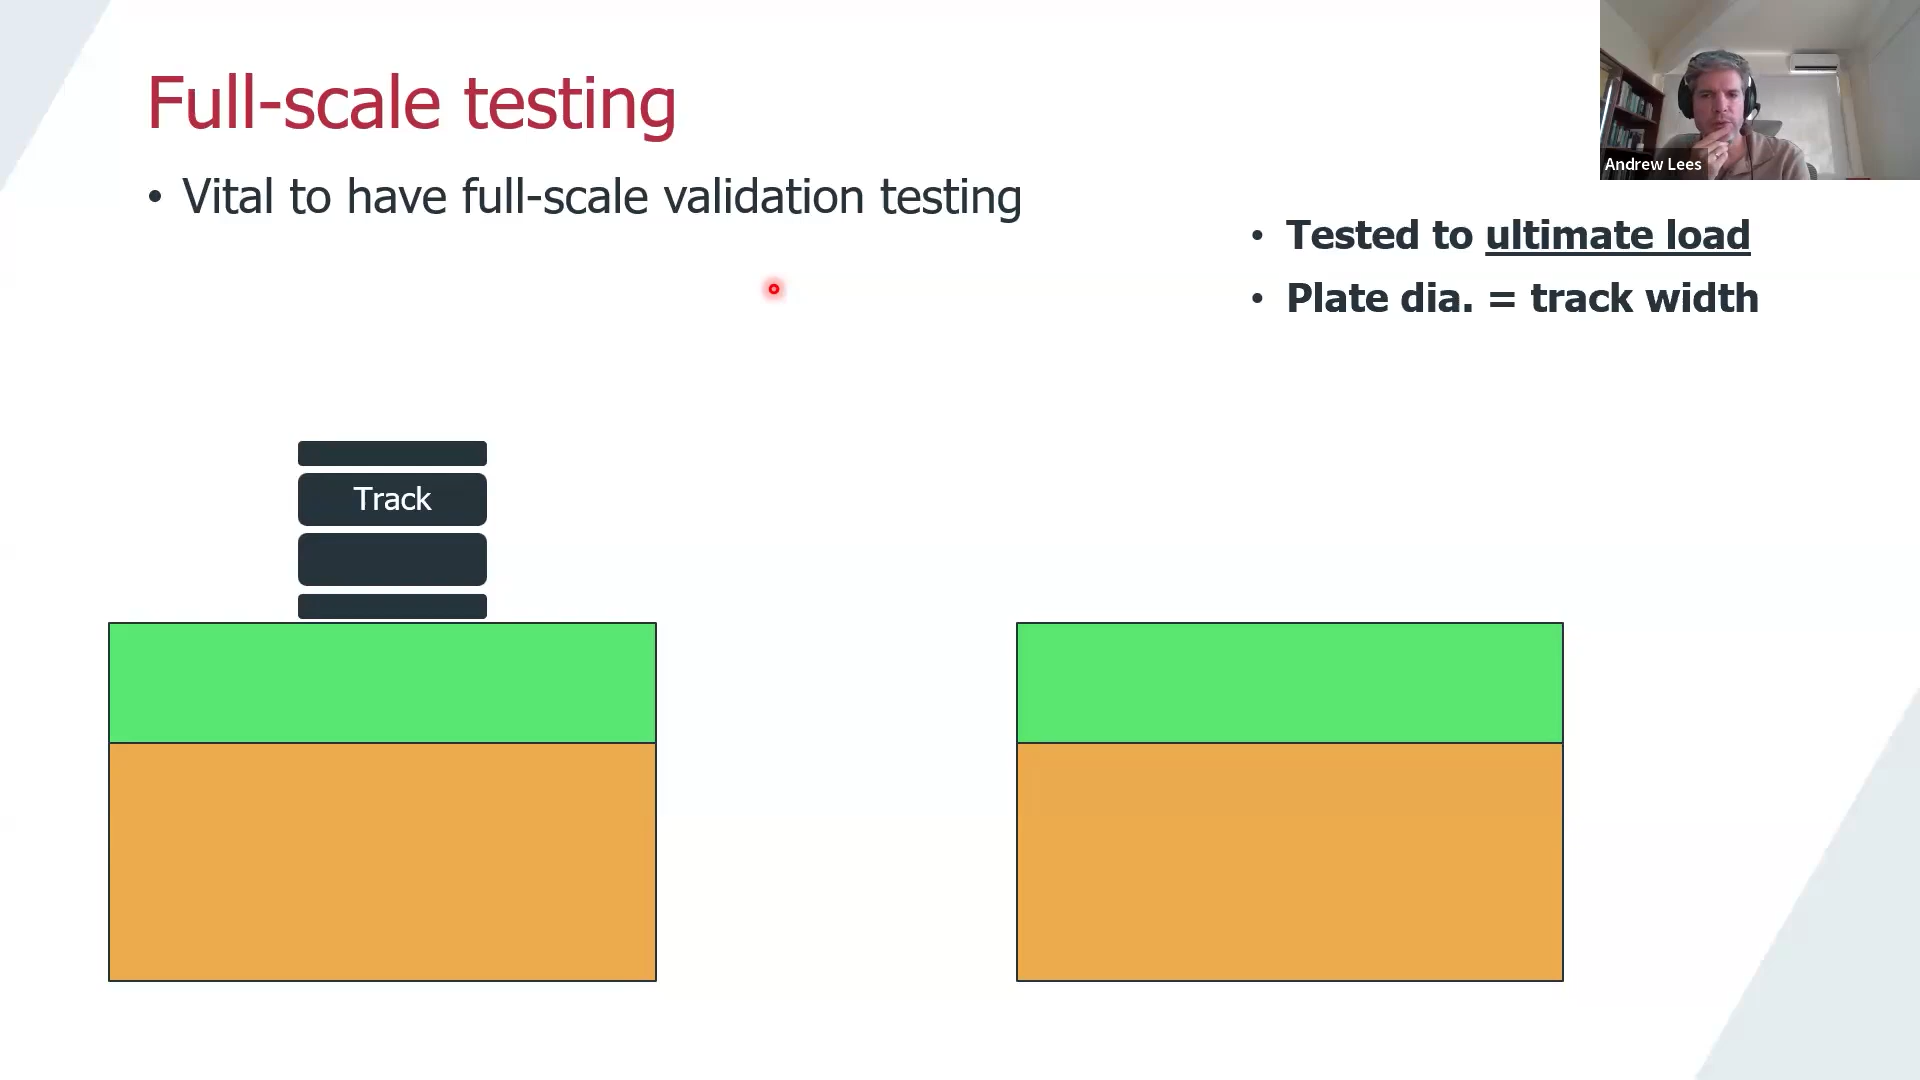 Full-scale testing
• Vital to have full-scale validation testing
Andrew Lees
• Tested to ultimate load
• Plate dia. = track width
Track